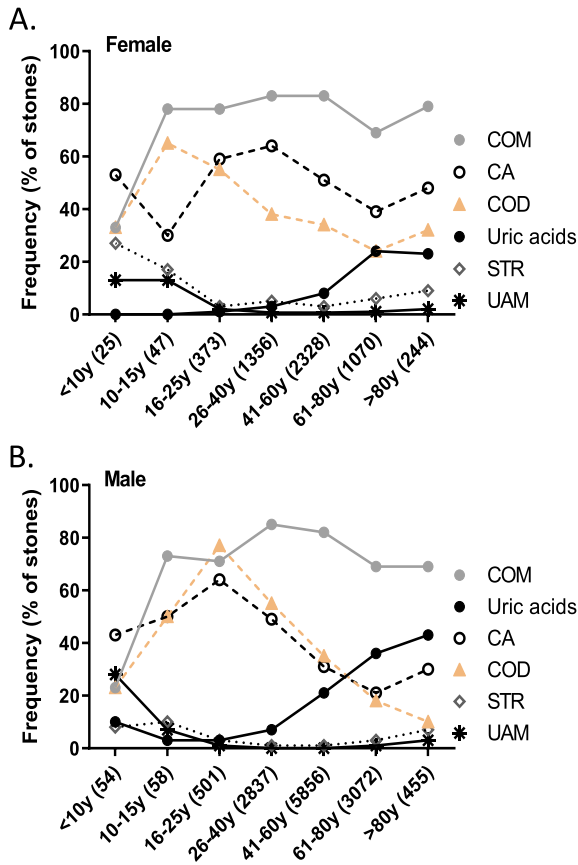 A.
Female
Frequency (% of stones)
100
80
60
40
20
0
<10y (25)
10-15y (47)
16-25y (373)
26-40y (1356)
41-60y (2328)
61-80y (1070)
>80y (244)
COM
CA
COD
Uric acids
STR
UAM
B.
Male
Frequency (% of stones)
100
80
60
40
20
0
<10y (54)
10-15y (58)
16-25y (501)
26-40y (2837)
41-60y (5856)
61-80y (3072)
>80y (455)
COM
Uric acids
CA
COD
STR
UAM